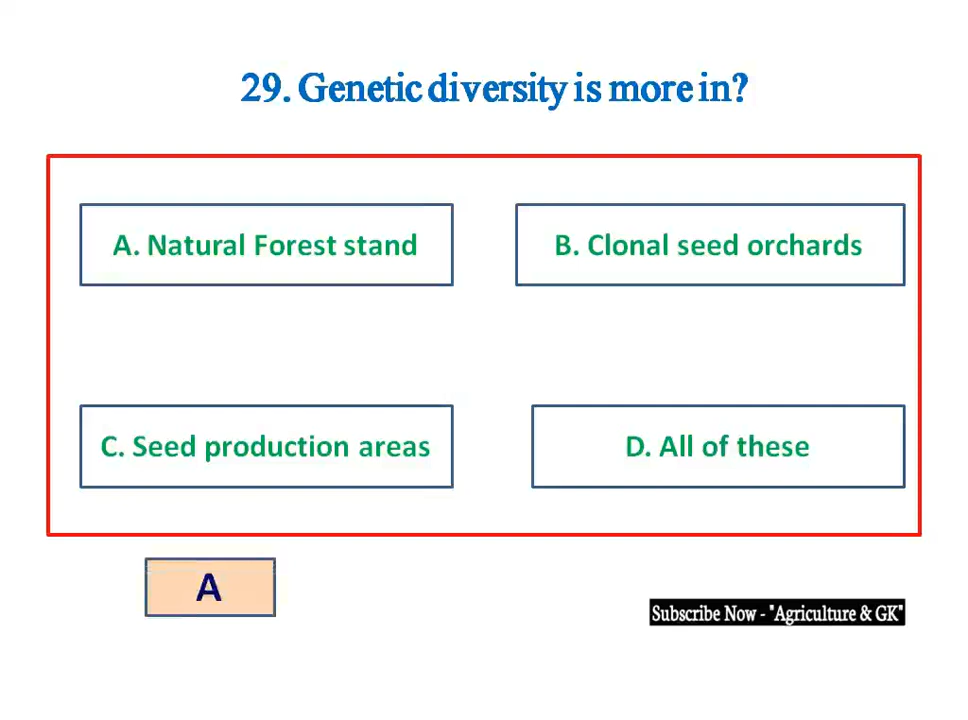 29. Genetic diversity is more in?
A. Natural Forest stand
B. Clonal seed orchards
C. Seed production areas
D. All of these
A
Subscribe Now - "Agriculture & GK"